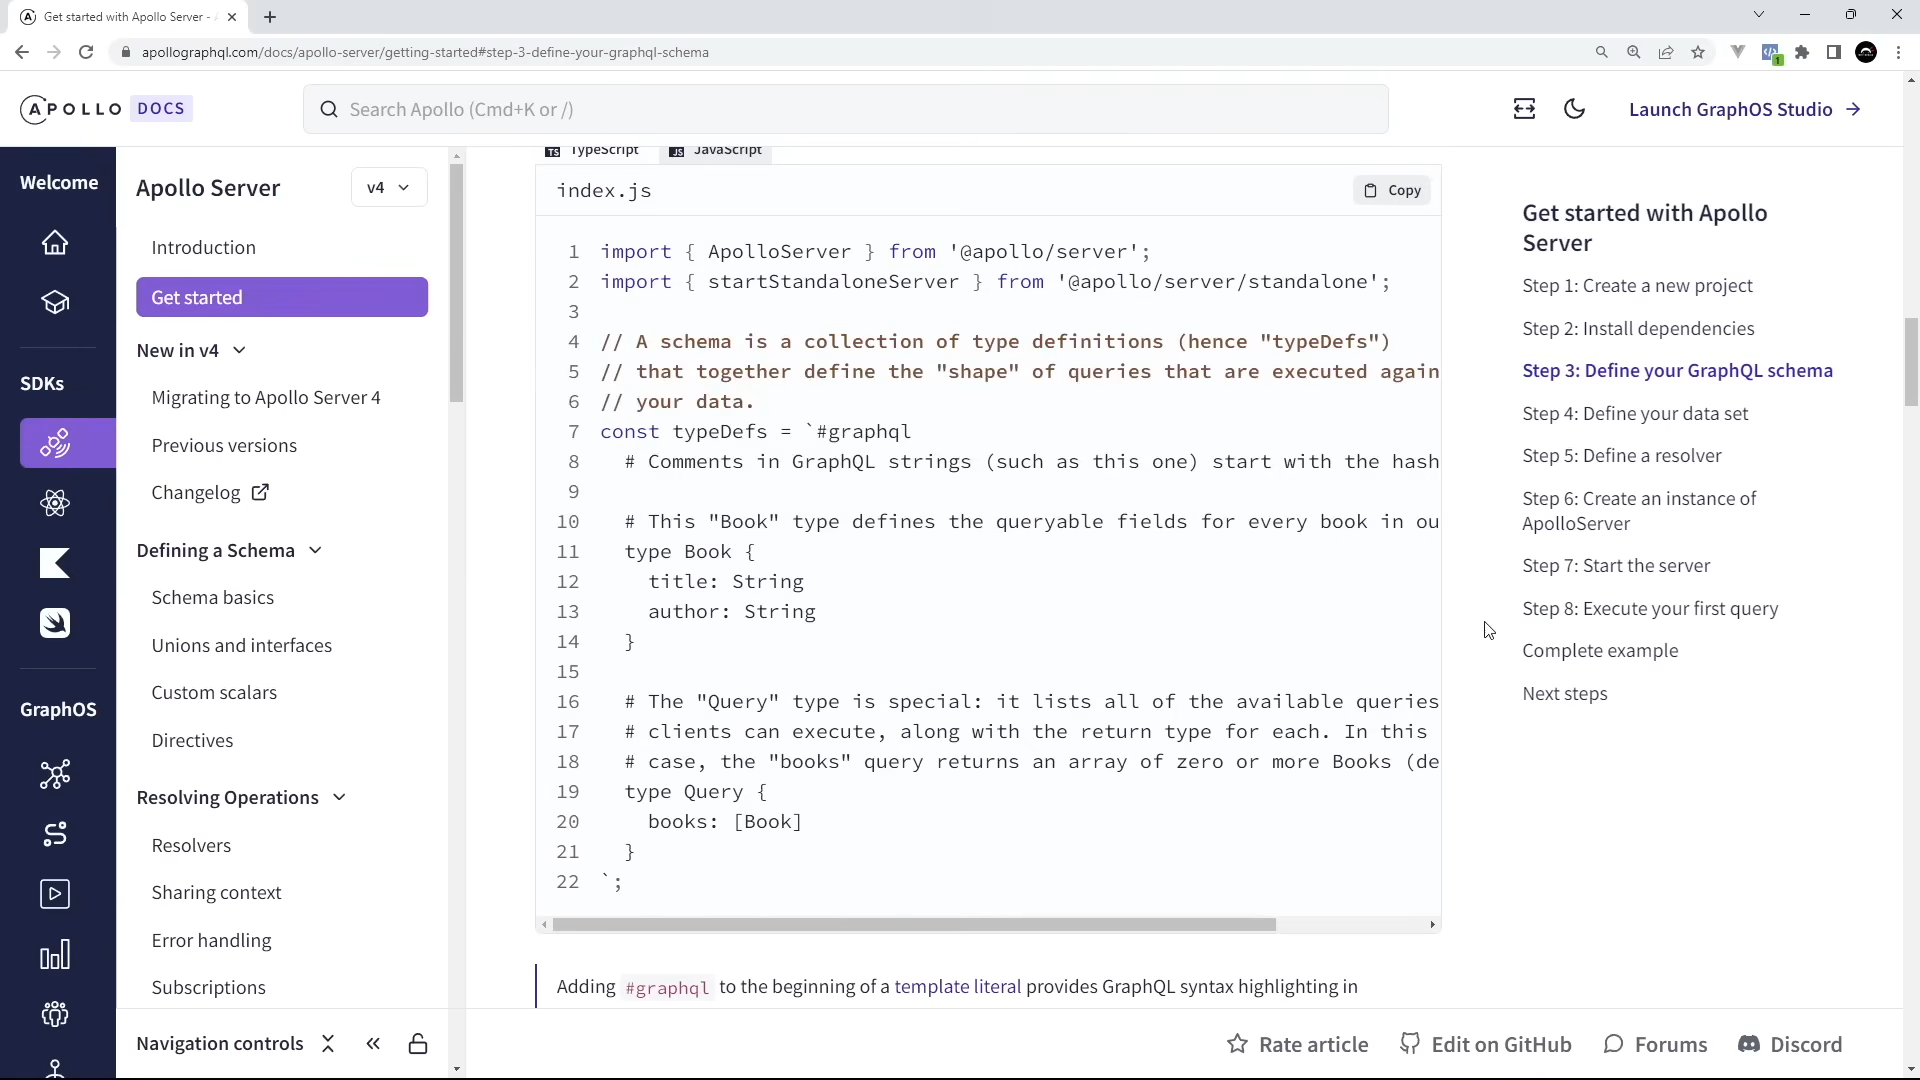 Get started with Apollo Server -
apollographql.com/docs/apollo-server/getting-started#step-3-define-your-graphql-schema
1
APOLLO DOCS
Search Apollo (Cmd+K or /)
Launch GraphOS Studio
Welcome
SDKs
GraphOS
Apollo Server
v4
Introduction
Get started
New in v4
Migrating to Apollo Server 4
Previous versions
Changelog
Defining a Schema
Schema basics
Unions and interfaces
Custom scalars
Directives
Resolving Operations
Resolvers
Sharing context
Error handling
Subscriptions
Navigation controls
TS TypeScript JS JavaScript
index.js
Copy
1 import { ApolloServer } from '@apollo/server';
2 import { startStandaloneServer } from '@apollo/server/standalone';
3
4 // A schema is a collection of type definitions (hence "typeDefs")
5 // that together define the "shape" of queries that are executed again
6 // your data.
7 const typeDefs = `#graphql
8 # Comments in GraphQL strings (such as this one) start with the hash
9
10 # This "Book" type defines the queryable fields for every book in ou
11 type Book {
12 title: String
13 author: String
14 }
15
16 # The "Query" type is special: it lists all of the available queries
17 # clients can execute, along with the return type for each. In this
18 # case, the "books" query returns an array of zero or more Books (de
19 type Query {
20 books: [Book]
21 }
22 `;
Adding #graphql to the beginning of a template literal provides GraphQL syntax highlighting in
Get started with Apollo
Server
Step 1: Create a new project
Step 2: Install dependencies
Step 3: Define your GraphQL schema
Step 4: Define your data set
Step 5: Define a resolver
Step 6: Create an instance of
ApolloServer
Step 7: Start the server
Step 8: Execute your first query
Complete example
Next steps
Rate article
Edit on GitHub
Forums
Discord